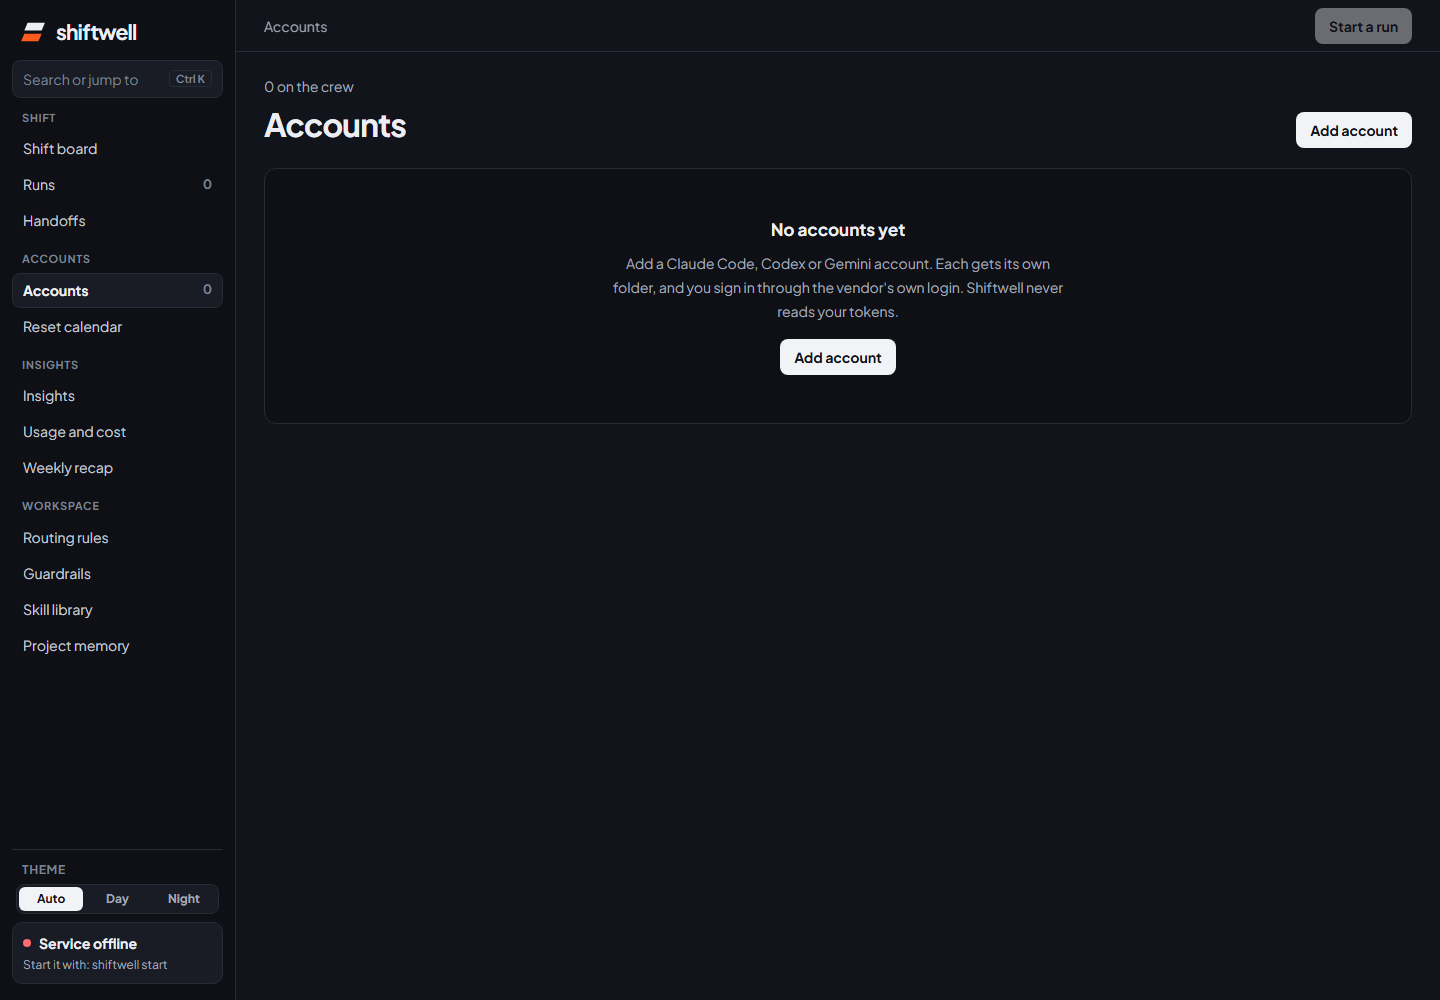 shiftwell
Search or jump to Ctrl K
SHIFT
Shift board
Runs 0
Handoffs
ACCOUNTS
Accounts 0
Reset calendar
INSIGHTS
Insights
Usage and cost
Weekly recap
WORKSPACE
Routing rules
Guardrails
Skill library
Project memory
THEME
Auto Day Night
Service offline
Start it with: shiftwell start
Accounts Start a run
0 on the crew
Accounts
Add account
No accounts yet
Add a Claude Code, Codex or Gemini account. Each gets its own
folder, and you sign in through the vendor's own login. Shiftwell never
reads your tokens.
Add account